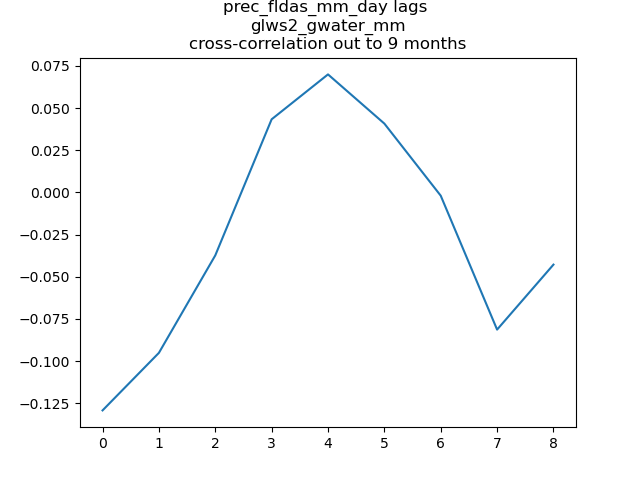 prec_fldas_mm_day lags
glws2_gwater_mm
cross-correlation out to 9 months
0.075
0.050
0.025
0.000
−0.025
−0.050
−0.075
−0.100
−0.125
0 1 2 3 4 5 6 7 8